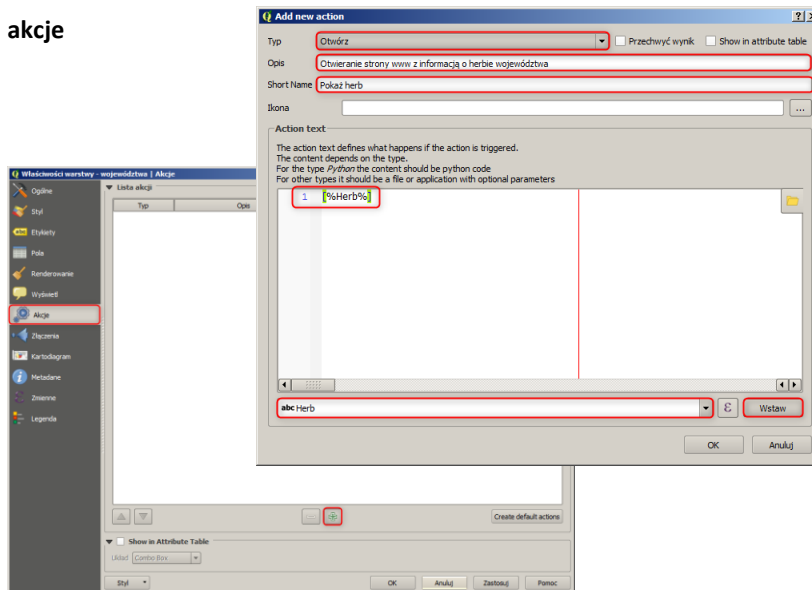 akcje
Add new action
Typ Otwórz Przechwyć wynik Show in attribute table
Opis Otwieranie strony www z informacją o herbie województwa
Short Name Pokaż herb
Ikona ...
Action text
The action text defines what happens if the action is triggered.
The content depends on the type.
For the type Python the content should be python code
For other types it should be a file or application with optional parameters
1 [%Herb%]
abc Herb ε Wstaw
OK Anuluj
Właściwości warstwy - województwa | Akcje
Ogólne
Styl
abc Etykiety
Pola
Renderowanie
Wyświetl
Akcje
Złączenia
Kartodiagram
Metadane
Zmienne
Legenda
Lista akcji
Typ Opis
Create default actions
Show in Attribute Table
Układ Combo Box
Styl OK Anuluj Zastosuj Pomoc